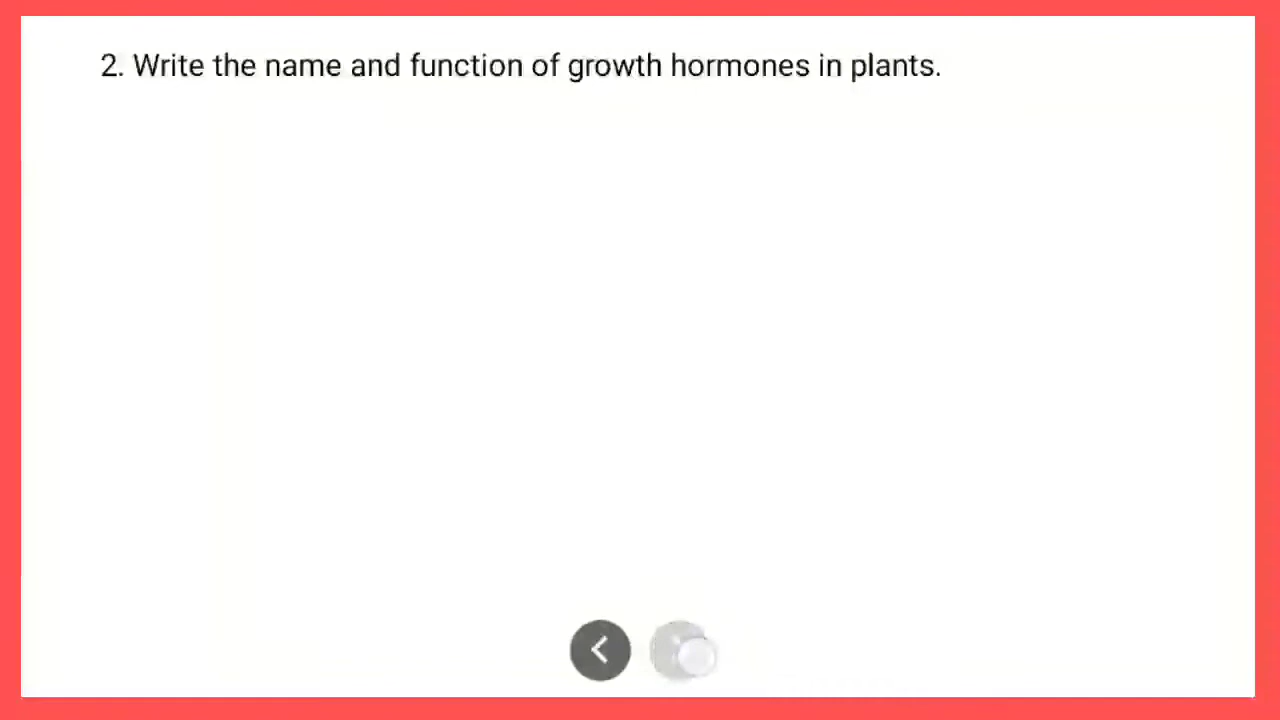 2. Write the name and function of growth hormones in plants.